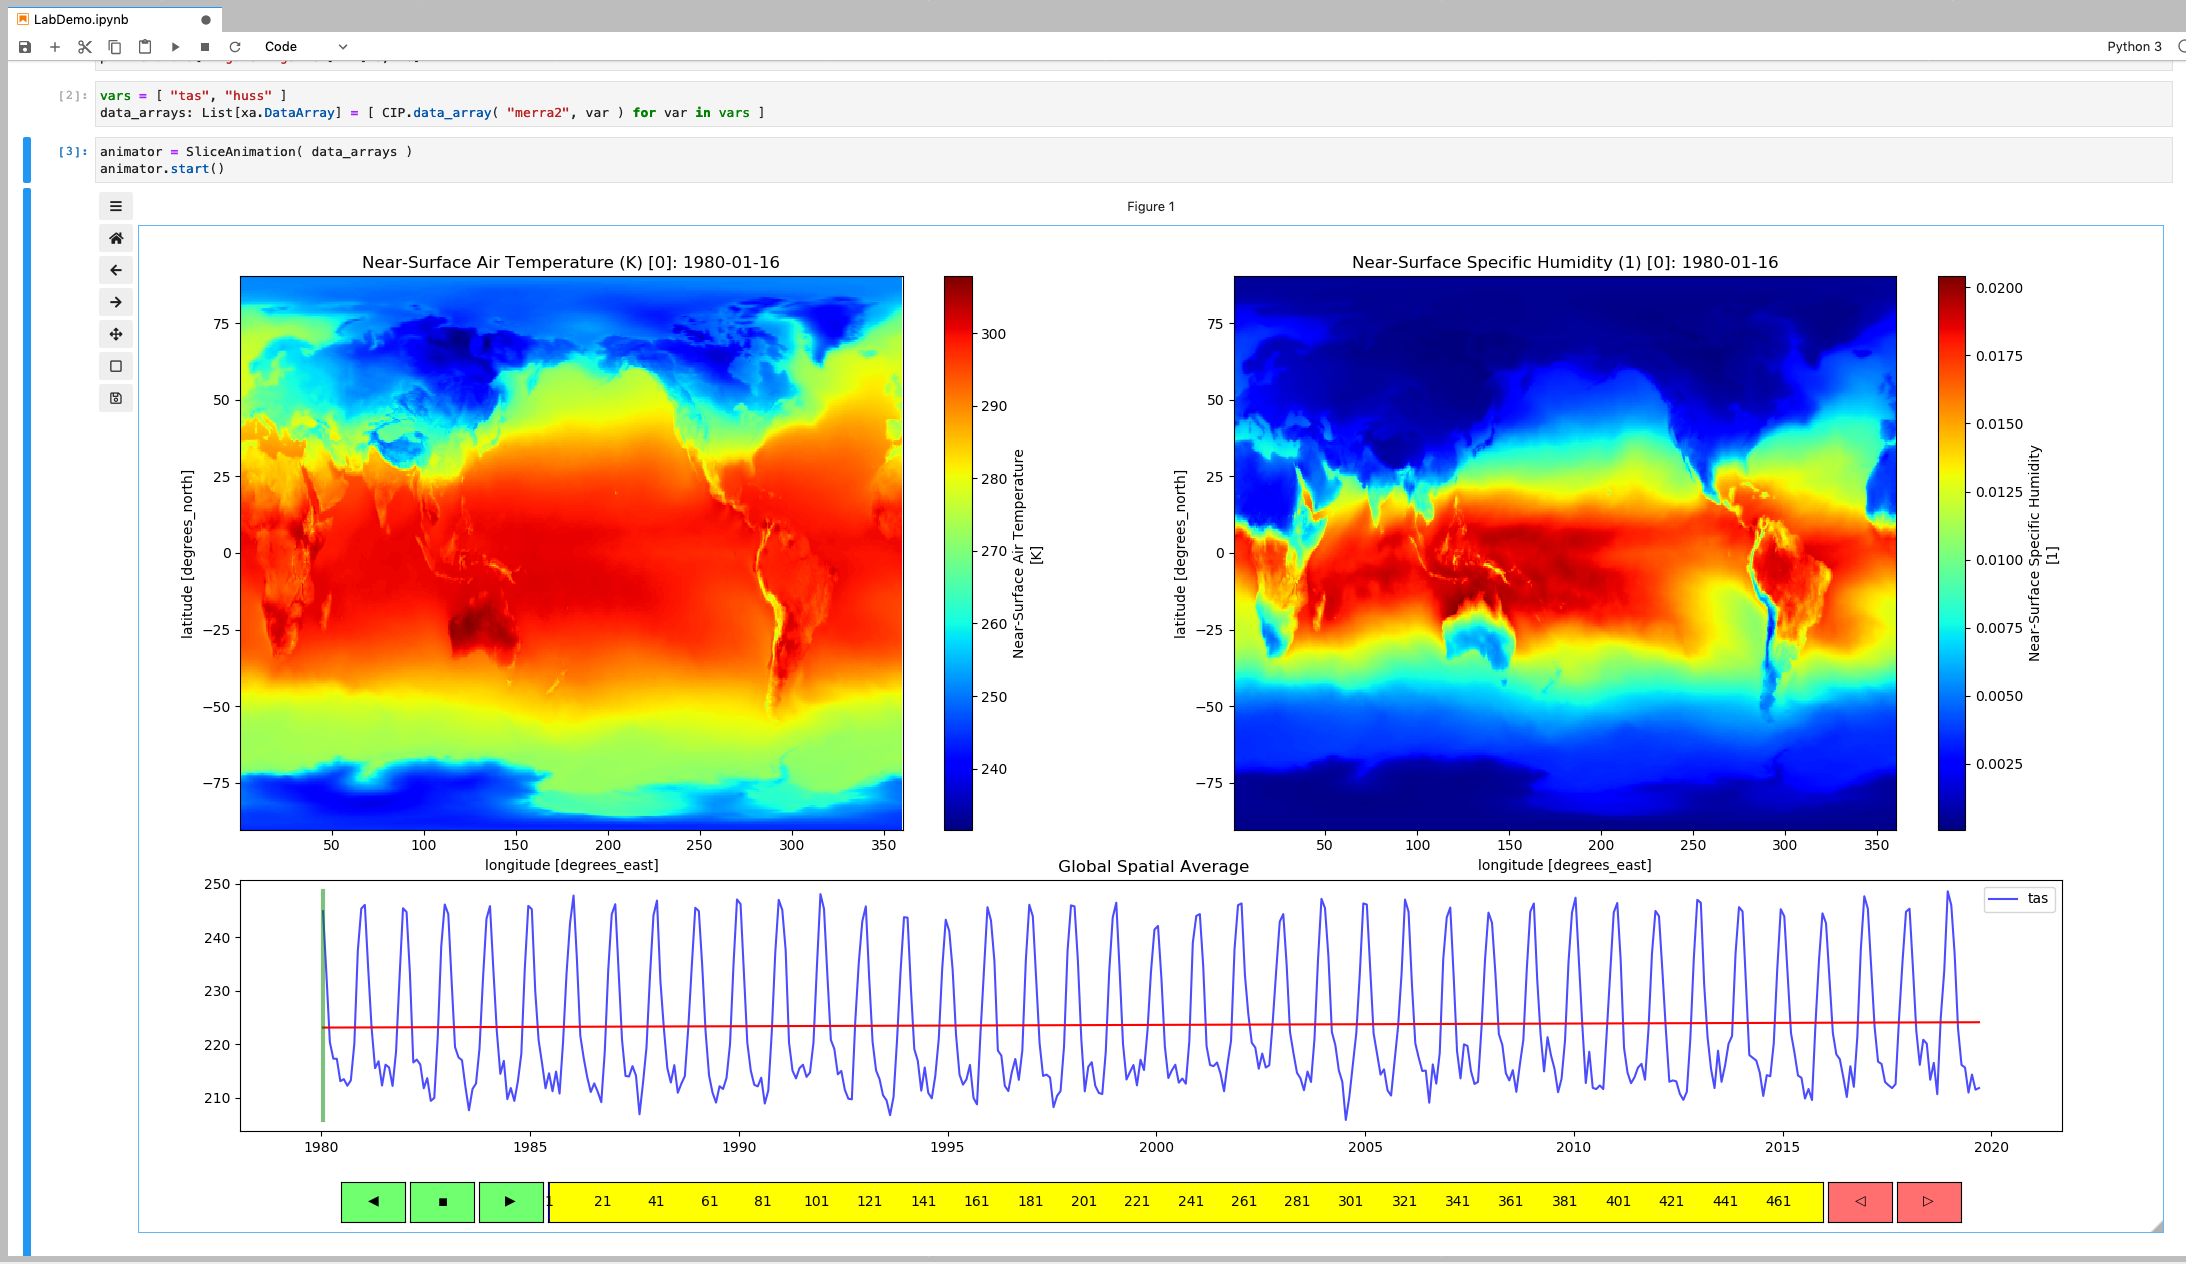 LabDemo.ipynb
Code
Python 3
[2]:
vars = [ "tas", "huss" ]
data_arrays: List[xa.DataArray] = [ CIP.data_array( "merra2", var ) for var in vars ]
[3]:
animator = SliceAnimation( data_arrays )
animator.start()
Figure 1
Near-Surface Air Temperature (K) [0]: 1980-01-16
75
50
25
0
−25
−50
−75
latitude [degrees_north]
50 100 150 200 250 300 350
longitude [degrees_east]
300
290
280
270
260
250
240
Near-Surface Air Temperature
[K]
Near-Surface Specific Humidity (1) [0]: 1980-01-16
75
50
25
0
−25
−50
−75
latitude [degrees_north]
50 100 150 200 250 300 350
longitude [degrees_east]
0.0200
0.0175
0.0150
0.0125
0.0100
0.0075
0.0050
0.0025
Near-Surface Specific Humidity
[1]
Global Spatial Average
250
240
230
220
210
tas
1980 1985 1990 1995 2000 2005 2010 2015 2020
1 21 41 61 81 101 121 141 161 181 201 221 241 261 281 301 321 341 361 381 401 421 441 461